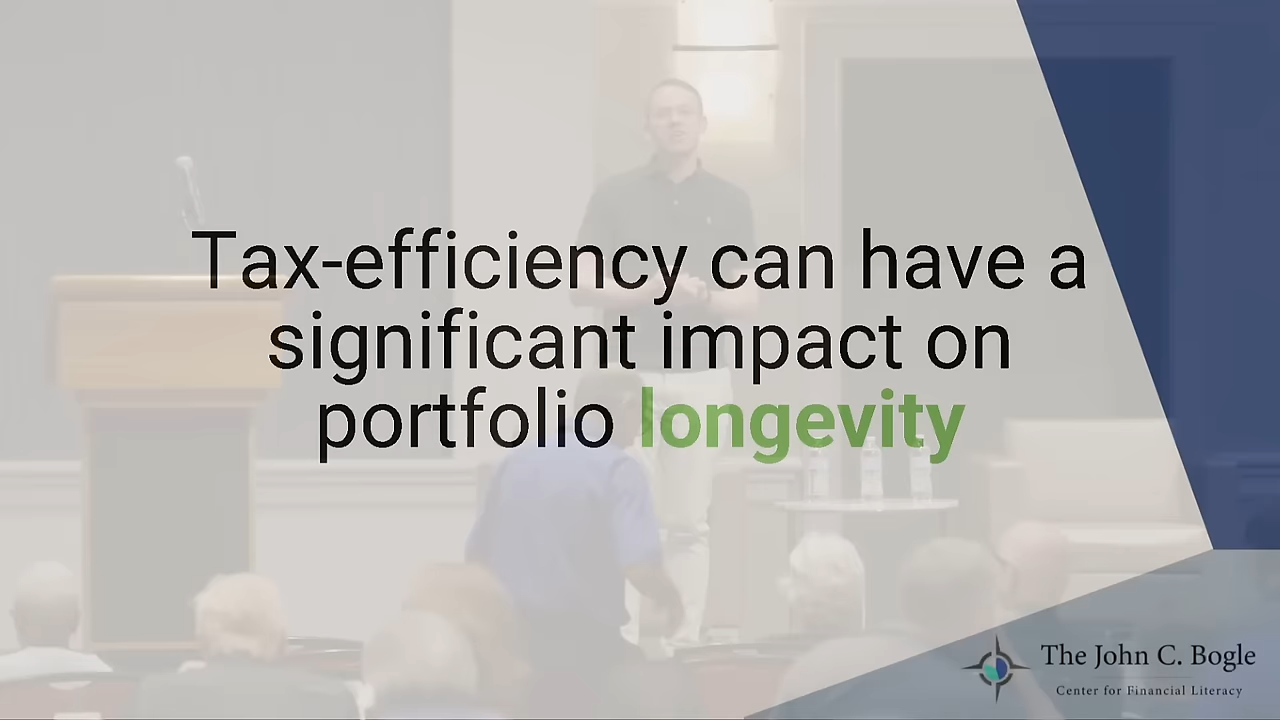 Tax-efficiency can have a
significant impact on
portfolio longevity
The John C. Bogle
Center for Financial Literacy